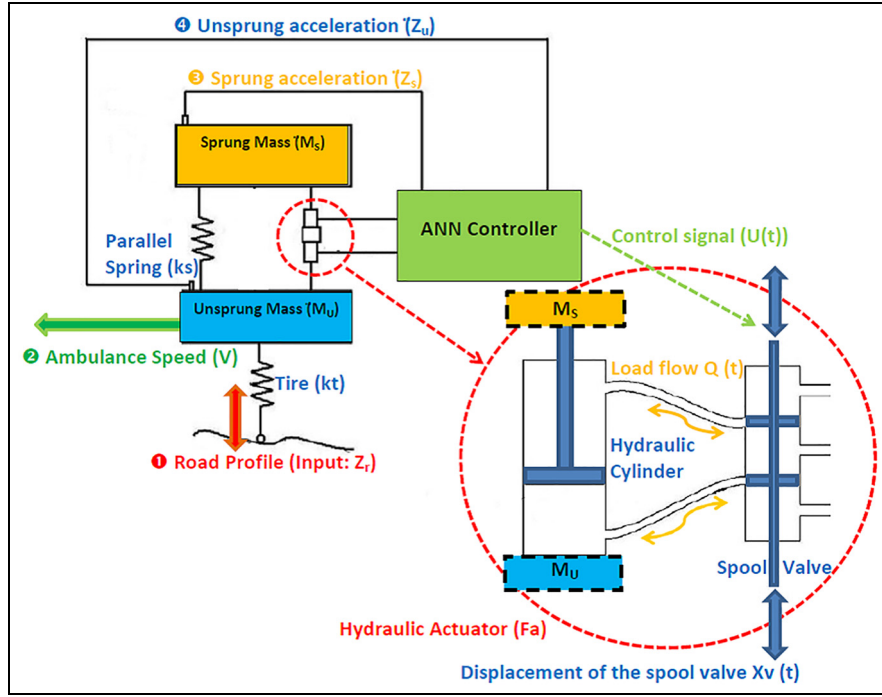 ❹ Unsprung acceleration ̈(Zu)
❸ Sprung acceleration ̈(Zs)
Sprung Mass ̈(MS)
ANN Controller
Parallel
Spring (ks)
Control signal (U(t))
Unsprung Mass ̈(MU)
MS
❷ Ambulance Speed (V)
Tire (kt)
Load flow Q (t)
Hydraulic
Cylinder
❶ Road Profile (Input: Zr)
MU
Spool Valve
Hydraulic Actuator (Fa)
Displacement of the spool valve Xv (t)